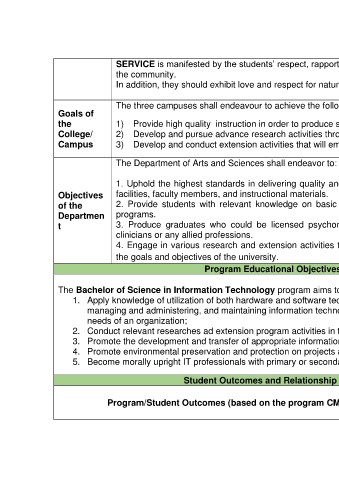 SERVICE is manifested by the students' respect, rapport
the community.
In addition, they should exhibit love and respect for natur
Goals of
the
College/
Campus
The three campuses shall endeavour to achieve the follo
1) Provide high quality instruction in order to produce s
2) Develop and pursue advance research activities thro
3) Develop and conduct extension activities that will em
Objectives
of the
Departmen
t
The Department of Arts and Sciences shall endeavor to:
1. Uphold the highest standards in delivering quality an
facilities, faculty members, and instructional materials.
2. Provide students with relevant knowledge on basic
programs.
3. Produce graduates who could be licensed psychom
clinicians or any allied professions.
4. Engage in various research and extension activities t
the goals and objectives of the university.
Program Educational Objectives
The Bachelor of Science in Information Technology program aims to
1. Apply knowledge of utilization of both hardware and software tec
managing and administering, and maintaining information techno
needs of an organization;
2. Conduct relevant researches ad extension program activities in t
3. Promote the development and transfer of appropriate informatio
4. Promote environmental preservation and protection on projects a
5. Become morally upright IT professionals with primary or seconda
Student Outcomes and Relationship
Program/Student Outcomes (based on the program CM